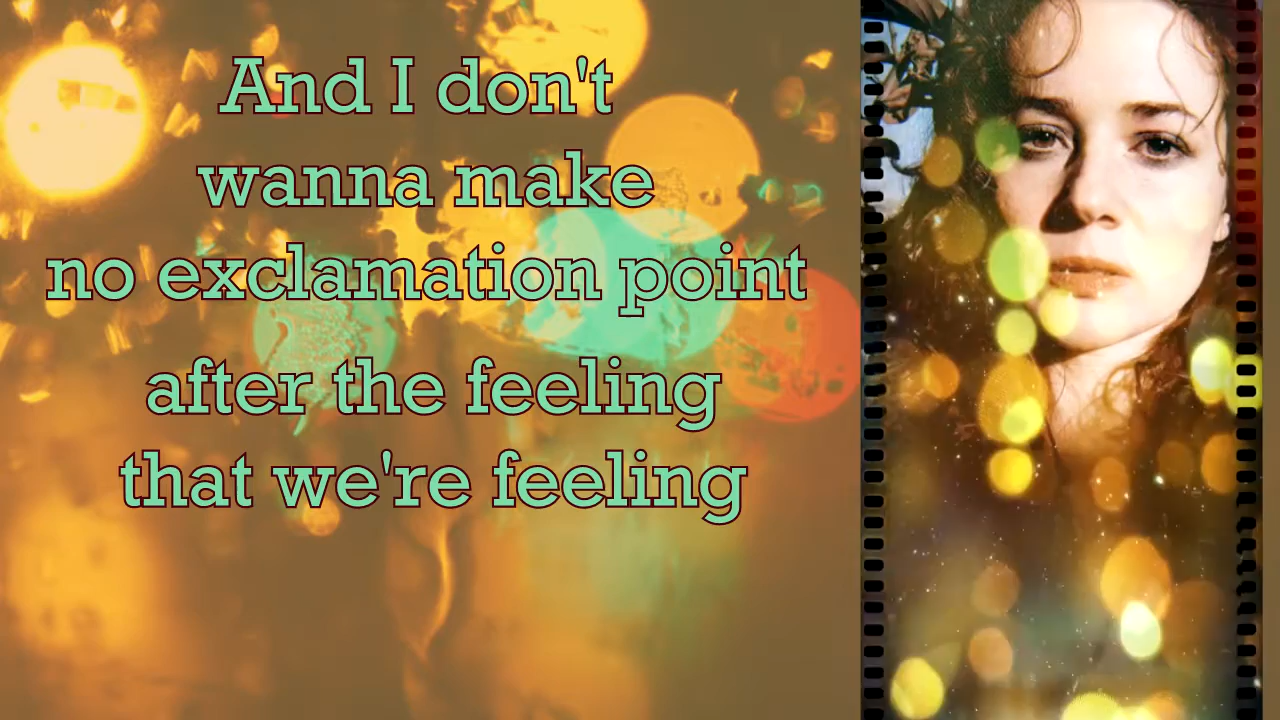 And I don't
wanna make
no exclamation point
after the feeling
that we're feeling